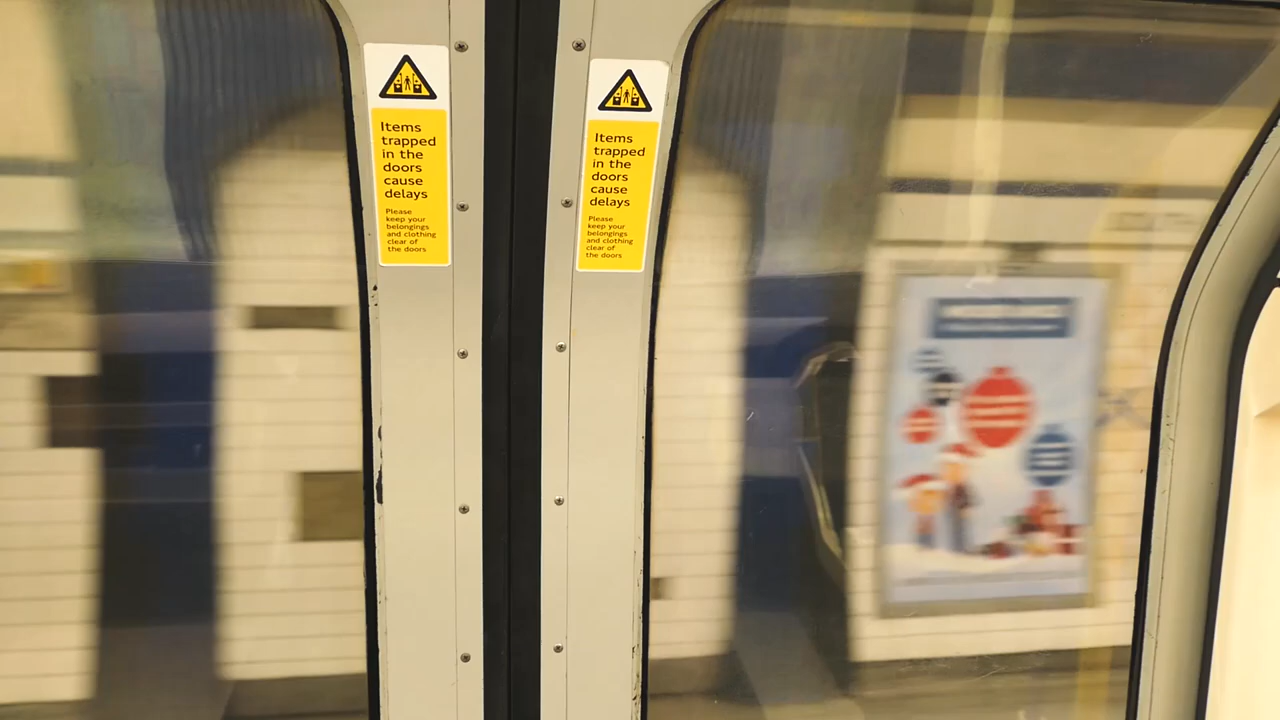 Items
trapped
in the
doors
cause
delays
Please
keep your
belongings
and clothing
clear of
the doors
Items
trapped
in the
doors
cause
delays
Please
keep your
belongings
and clothing
clear of
the doors